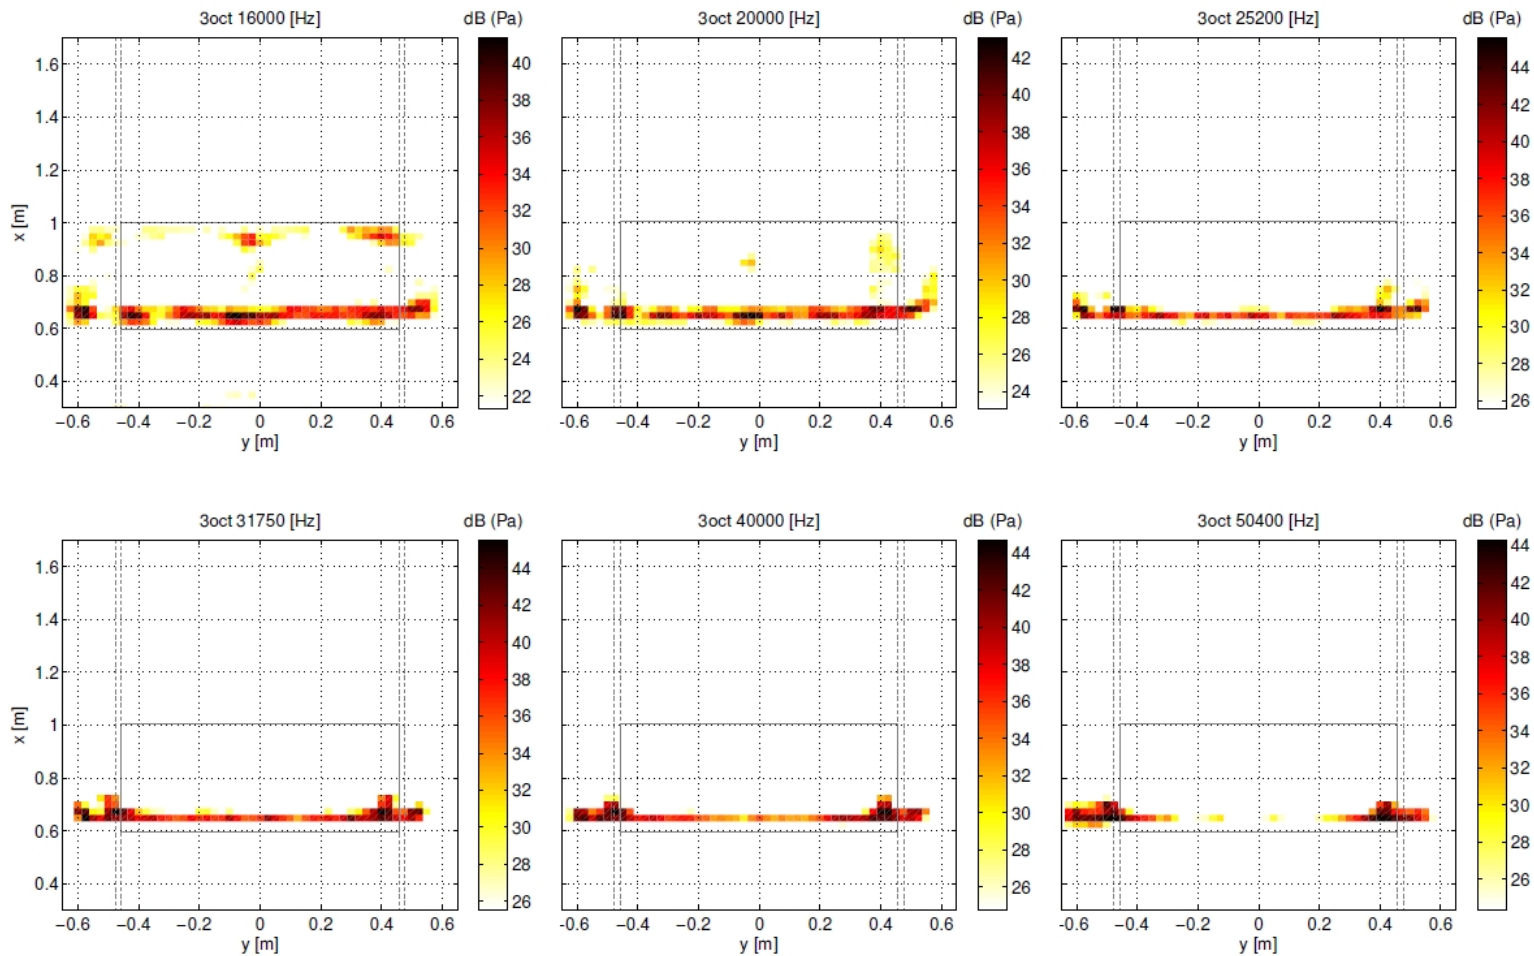 3oct 16000 [Hz] dB (Pa) 3oct 20000 [Hz] dB (Pa) 3oct 25200 [Hz] dB (Pa)
1.6 40 42 44
1.4 38 40 42
1.2 36 38 40
1 34 36 38
0.8 32 34 36
0.6 30 32 34
0.4 28 30 32
x [m] 26 28 30
24 26 28
22 24 26
−0.6 −0.4 −0.2 0 0.2 0.4 0.6 -0.6 −0.4 −0.2 0 0.2 0.4 0.6 -0.6 −0.4 −0.2 0 0.2 0.4 0.6
y [m] y [m] y [m]
3oct 31750 [Hz] dB (Pa) 3oct 40000 [Hz] dB (Pa) 3oct 50400 [Hz] dB (Pa)
1.6 44 44 44
1.4 42 42 42
1.2 40 40 40
1 38 38 38
0.8 36 36 36
0.6 34 34 34
0.4 32 32 32
x [m] 30 30 30
28 28 28
26 26 26
−0.6 −0.4 −0.2 0 0.2 0.4 0.6 −0.6 −0.4 −0.2 0 0.2 0.4 0.6 -0.6 −0.4 −0.2 0 0.2 0.4 0.6
y [m] y [m] y [m]